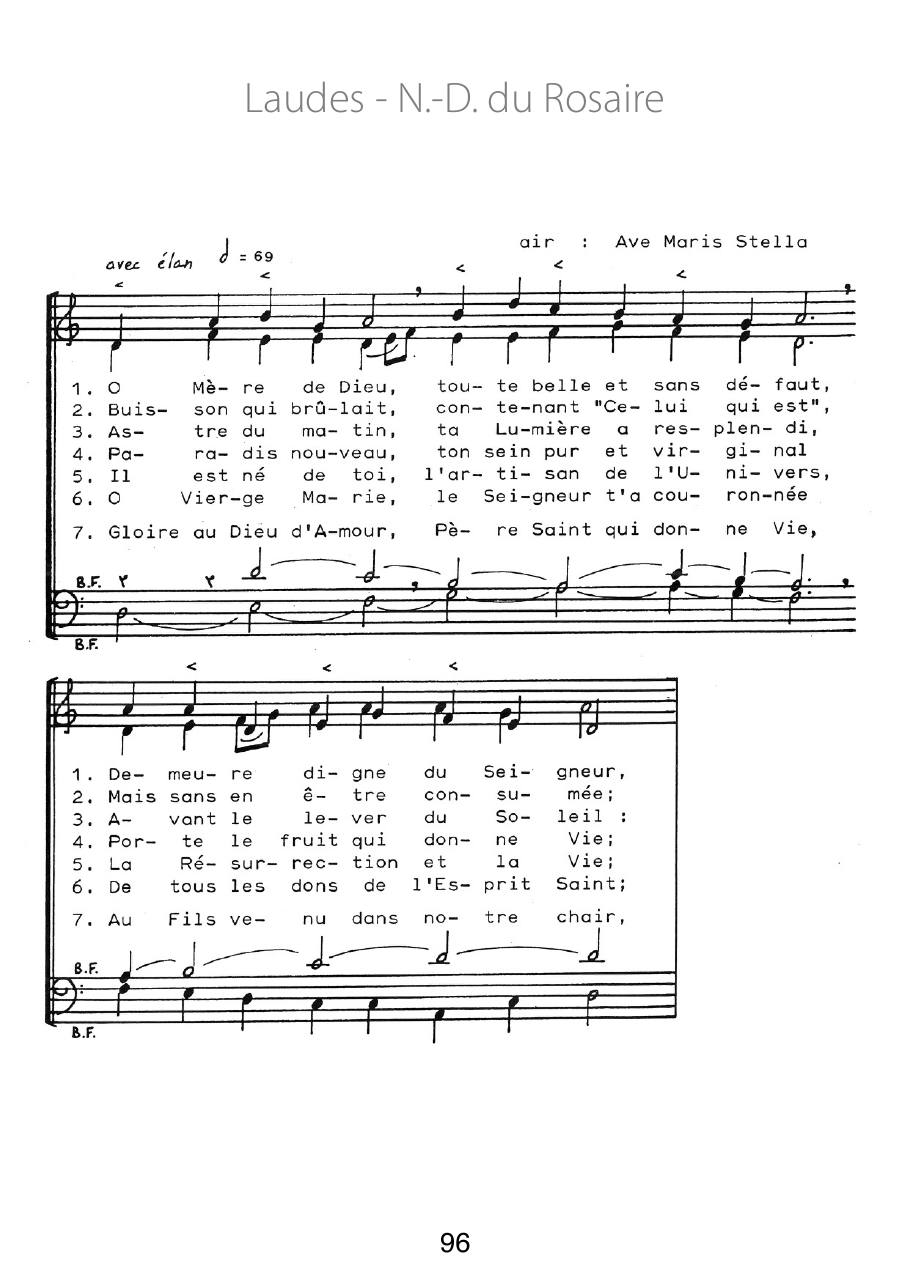 Laudes - N.-D. du Rosaire
air : Ave Maris Stella
avec élan = 69
1. O Mè- re de Dieu, tou- te belle et sans dé- faut,
2. Buis- son qui brû-lait, con- te-nant "Ce- lui qui est",
3. As- tre du ma- tin, ta Lu-mière a res- plen- di,
4. Pa- ra- dis nou-veau, ton sein pur et vir- gi- nal
5. Il est né de toi, l'ar- ti- san de l'U- ni- vers,
6. O Vier-ge Ma- rie, le Sei-gneur t'a cou- ron-née
7. Gloire au Dieu d'A-mour, Pè- re Saint qui don- ne Vie,
B.F.
B.F.
1. De- meu- re di- gne du Sei- gneur,
2. Mais sans en ê- tre con- su- mée;
3. A- vant le le- ver du So- leil :
4. Por- te le fruit qui don- ne Vie;
5. La Ré- sur- rec- tion et la Vie;
6. De tous les dons de l'Es- prit Saint;
7. Au Fils ve- nu dans no- tre chair,
B.F.
B.F.
96